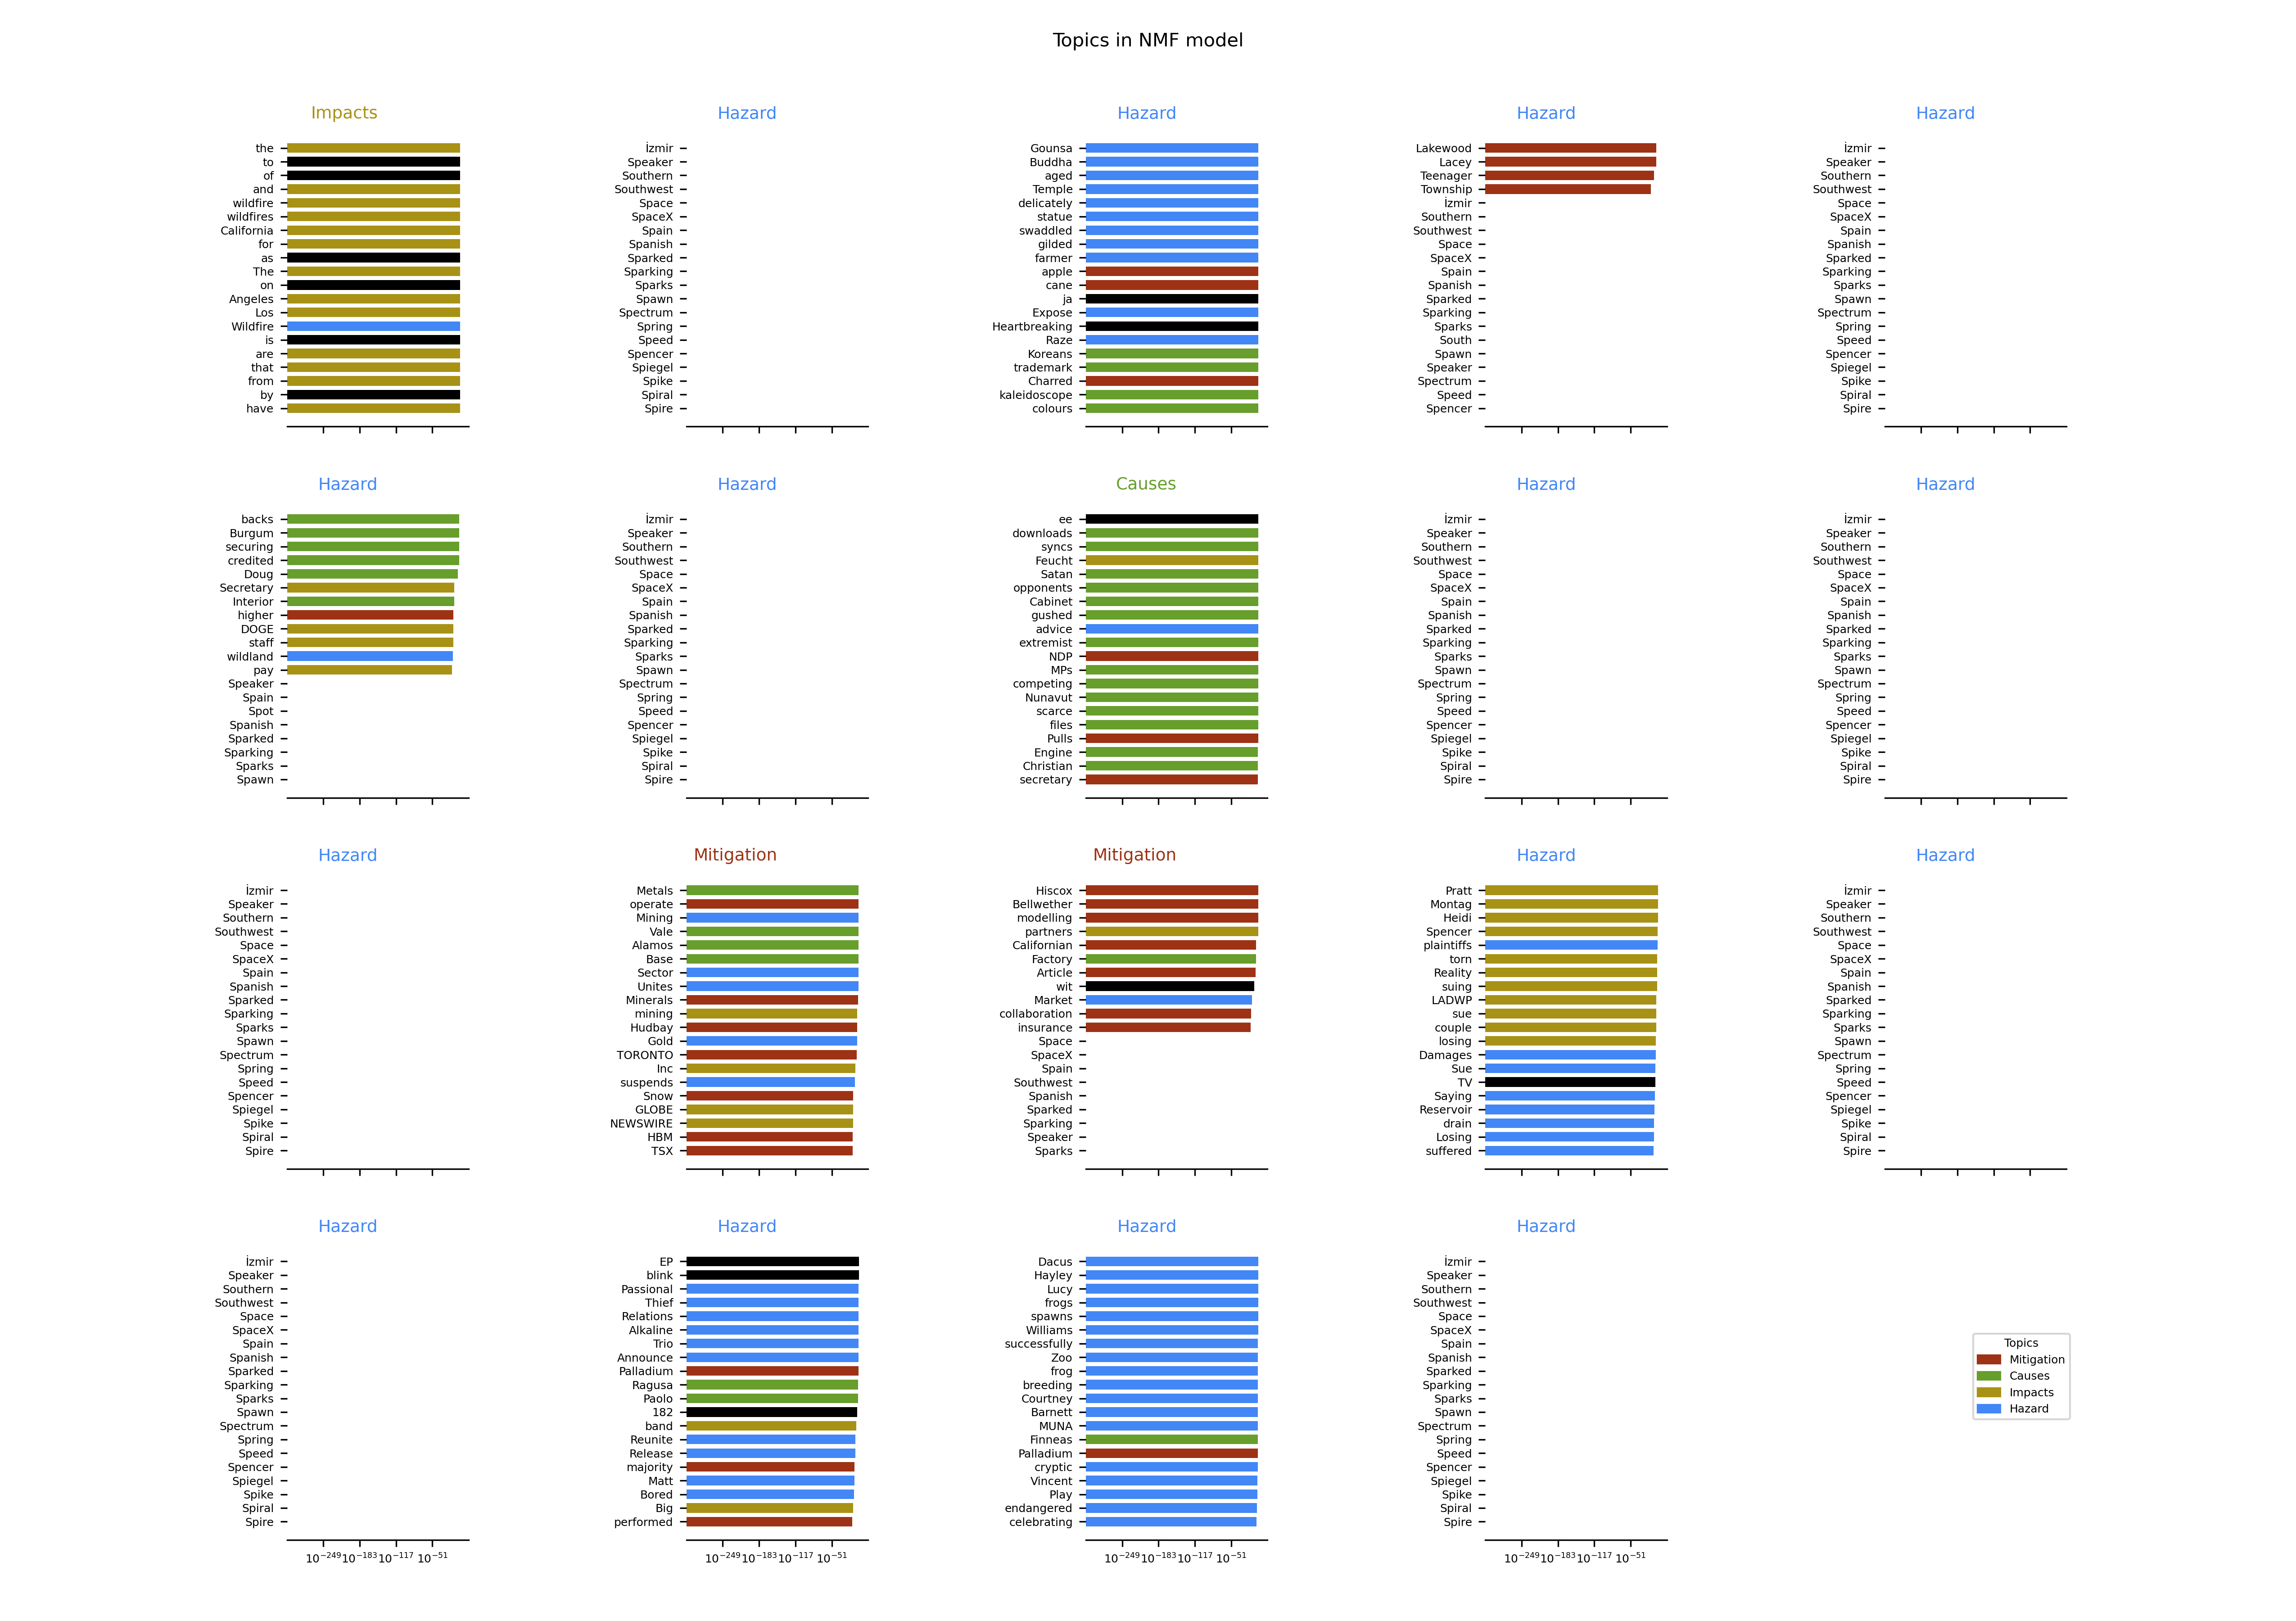 Topics in NMF model
Impacts
the
to
of
and
wildfire
wildfires
California
for
as
The
on
Angeles
Los
Wildfire
is
are
that
from
by
have
Hazard
İzmir
Speaker
Southern
Southwest
Space
SpaceX
Spain
Spanish
Sparked
Sparking
Sparks
Spawn
Spectrum
Spring
Speed
Spencer
Spiegel
Spike
Spiral
Spire
Hazard
Gounsa
Buddha
aged
Temple
delicately
statue
swaddled
gilded
farmer
apple
cane
ja
Expose
Heartbreaking
Raze
Koreans
trademark
Charred
kaleidoscope
colours
Hazard
Lakewood
Lacey
Teenager
Township
İzmir
Southern
Southwest
Space
SpaceX
Spain
Spanish
Sparked
Sparking
Sparks
South
Spawn
Speaker
Spectrum
Speed
Spencer
Hazard
İzmir
Speaker
Southern
Southwest
Space
SpaceX
Spain
Spanish
Sparked
Sparking
Sparks
Spawn
Spectrum
Spring
Speed
Spencer
Spiegel
Spike
Spiral
Spire
Hazard
backs
Burgum
securing
credited
Doug
Secretary
Interior
higher
DOGE
staff
wildland
pay
Speaker
Spain
Spot
Spanish
Sparked
Sparking
Sparks
Spawn
Hazard
İzmir
Speaker
Southern
Southwest
Space
SpaceX
Spain
Spanish
Sparked
Sparking
Sparks
Spawn
Spectrum
Spring
Speed
Spencer
Spiegel
Spike
Spiral
Spire
Causes
ee
downloads
syncs
Feucht
Satan
opponents
Cabinet
gushed
advice
extremist
NDP
MPs
competing
Nunavut
scarce
files
Pulls
Engine
Christian
secretary
Hazard
İzmir
Speaker
Southern
Southwest
Space
SpaceX
Spain
Spanish
Sparked
Sparking
Sparks
Spawn
Spectrum
Spring
Speed
Spencer
Spiegel
Spike
Spiral
Spire
Hazard
İzmir
Speaker
Southern
Southwest
Space
SpaceX
Spain
Spanish
Sparked
Sparking
Sparks
Spawn
Spectrum
Spring
Speed
Spencer
Spiegel
Spike
Spiral
Spire
Hazard
İzmir
Speaker
Southern
Southwest
Space
SpaceX
Spain
Spanish
Sparked
Sparking
Sparks
Spawn
Spectrum
Spring
Speed
Spencer
Spiegel
Spike
Spiral
Spire
Mitigation
Metals
operate
Mining
Vale
Alamos
Base
Sector
Unites
Minerals
mining
Hudbay
Gold
TORONTO
Inc
suspends
Snow
GLOBE
NEWSWIRE
HBM
TSX
Mitigation
Hiscox
Bellwether
modelling
partners
Californian
Factory
Article
wit
Market
collaboration
insurance
Space
SpaceX
Spain
Southwest
Spanish
Sparked
Sparking
Speaker
Sparks
Hazard
Pratt
Montag
Heidi
Spencer
plaintiffs
torn
Reality
suing
LADWP
sue
couple
losing
Damages
Sue
TV
Saying
Reservoir
drain
Losing
suffered
Hazard
İzmir
Speaker
Southern
Southwest
Space
SpaceX
Spain
Spanish
Sparked
Sparking
Sparks
Spawn
Spectrum
Spring
Speed
Spencer
Spiegel
Spike
Spiral
Spire
Hazard
İzmir
Speaker
Southern
Southwest
Space
SpaceX
Spain
Spanish
Sparked
Sparking
Sparks
Spawn
Spectrum
Spring
Speed
Spencer
Spiegel
Spike
Spiral
Spire
10⁻²⁴⁹ 10⁻¹⁸³ 10⁻¹¹⁷ 10⁻⁵¹
Hazard
EP
blink
Passional
Thief
Relations
Alkaline
Trio
Announce
Palladium
Ragusa
Paolo
182
band
Reunite
Release
majority
Matt
Bored
Big
performed
10⁻²⁴⁹ 10⁻¹⁸³ 10⁻¹¹⁷ 10⁻⁵¹
Hazard
Dacus
Hayley
Lucy
frogs
spawns
Williams
successfully
Zoo
frog
breeding
Courtney
Barnett
MUNA
Finneas
Palladium
cryptic
Vincent
Play
endangered
celebrating
10⁻²⁴⁹ 10⁻¹⁸³ 10⁻¹¹⁷ 10⁻⁵¹
Hazard
İzmir
Speaker
Southern
Southwest
Space
SpaceX
Spain
Spanish
Sparked
Sparking
Sparks
Spawn
Spectrum
Spring
Speed
Spencer
Spiegel
Spike
Spiral
Spire
10⁻²⁴⁹ 10⁻¹⁸³ 10⁻¹¹⁷ 10⁻⁵¹
Topics
Mitigation
Causes
Impacts
Hazard